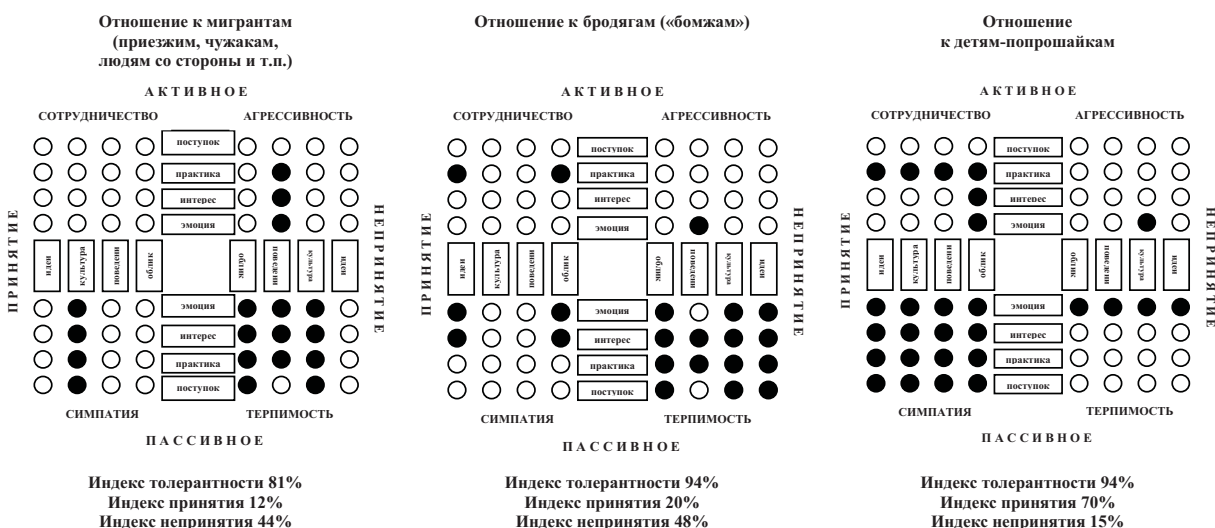 Отношение к мигрантам
(приезжим, чужакам,
людям со стороны и т.п.)
АКТИВНОЕ
СОТРУДНИЧЕСТВО АГРЕССИВНОСТЬ
поступок
практика
интерес
эмоция
ПРИНЯТИЕ
НЕПРИНЯТИЕ
идеи
культура
поведени
облик
облик
поведени
культура
идеи
эмоция
интерес
практика
поступок
СИМПАТИЯ ТЕРПИМОСТЬ
ПАССИВНОЕ
Индекс толерантности 81%
Индекс принятия 12%
Индекс непринятия 44%
Отношение к бродягам («бомжам»)
АКТИВНОЕ
СОТРУДНИЧЕСТВО АГРЕССИВНОСТЬ
поступок
практика
интерес
эмоция
ПРИНЯТИЕ
НЕПРИНЯТИЕ
идеи
культура
поведени
облик
облик
поведени
культура
идеи
эмоция
интерес
практика
поступок
СИМПАТИЯ ТЕРПИМОСТЬ
ПАССИВНОЕ
Индекс толерантности 94%
Индекс принятия 20%
Индекс непринятия 48%
Отношение
к детям-попрошайкам
АКТИВНОЕ
СОТРУДНИЧЕСТВО АГРЕССИВНОСТЬ
поступок
практика
интерес
эмоция
ПРИНЯТИЕ
НЕПРИНЯТИЕ
идеи
культура
поведени
облик
облик
поведени
культура
идеи
эмоция
интерес
практика
поступок
СИМПАТИЯ ТЕРПИМОСТЬ
ПАССИВНОЕ
Индекс толерантности 94%
Индекс принятия 70%
Индекс непринятия 15%